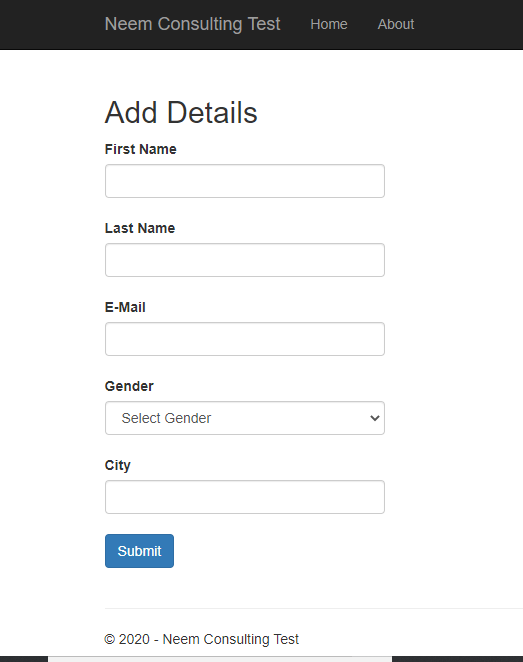 Neem Consulting Test Home About
Add Details
First Name
Last Name
E-Mail
Gender
Select Gender
City
Submit
© 2020 - Neem Consulting Test